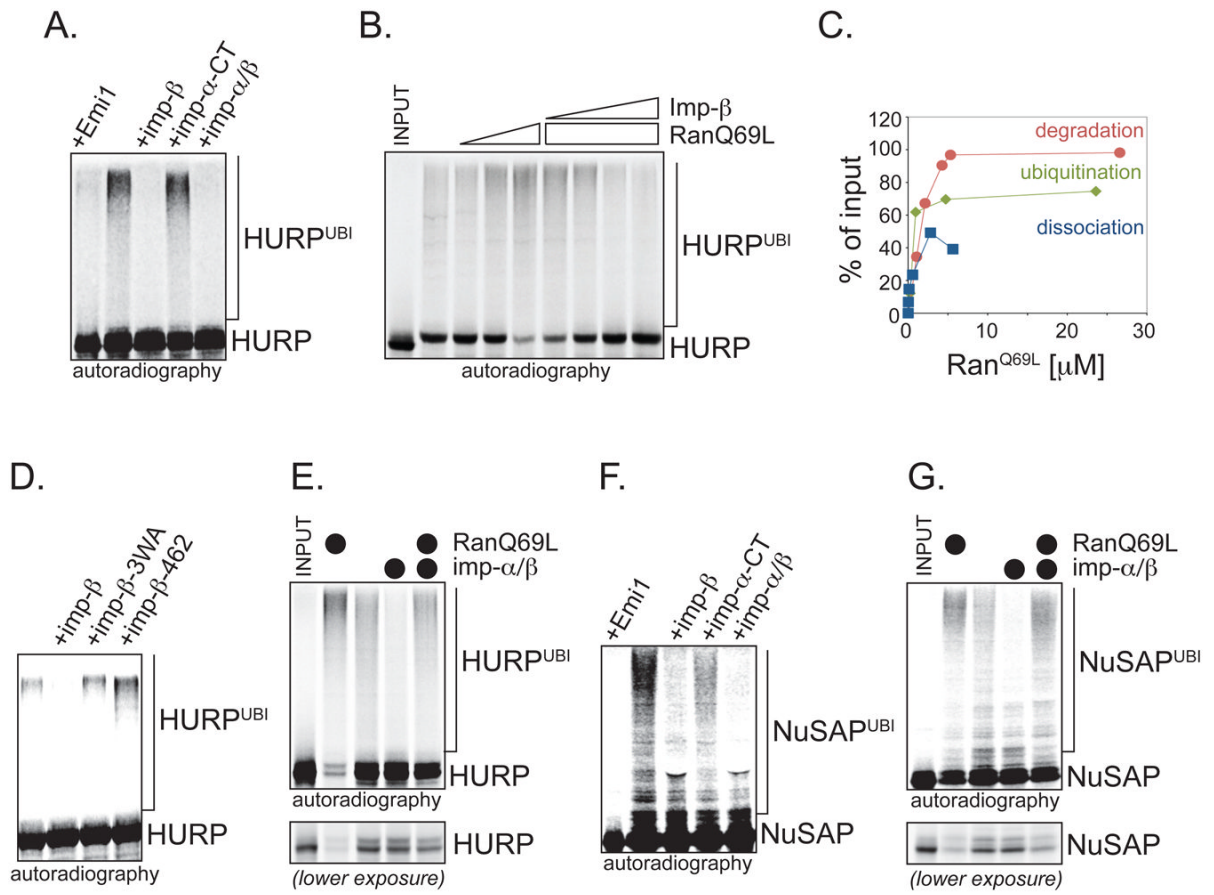 A.
+Emi1
+imp-β
+imp-α-CT
+imp-α/β
HURPUBI
HURP
autoradiography
B.
INPUT
Imp-β
RanQ69L
HURPUBI
HURP
autoradiography
C.
120
100
80
60
40
20
0
% of input
degradation
ubiquitination
dissociation
0
10
20
30
RanQ69L [μM]
D.
+imp-β
+imp-β-3WA
+imp-β-462
HURPUBI
HURP
autoradiography
E.
INPUT
RanQ69L
imp-α/β
HURPUBI
HURP
autoradiography
HURP
(lower exposure)
F.
+Emi1
+imp-β
+imp-α-CT
+imp-α/β
NuSAPUBI
NuSAP
autoradiography
G.
INPUT
RanQ69L
imp-α/β
NuSAPUBI
NuSAP
autoradiography
NuSAP
(lower exposure)